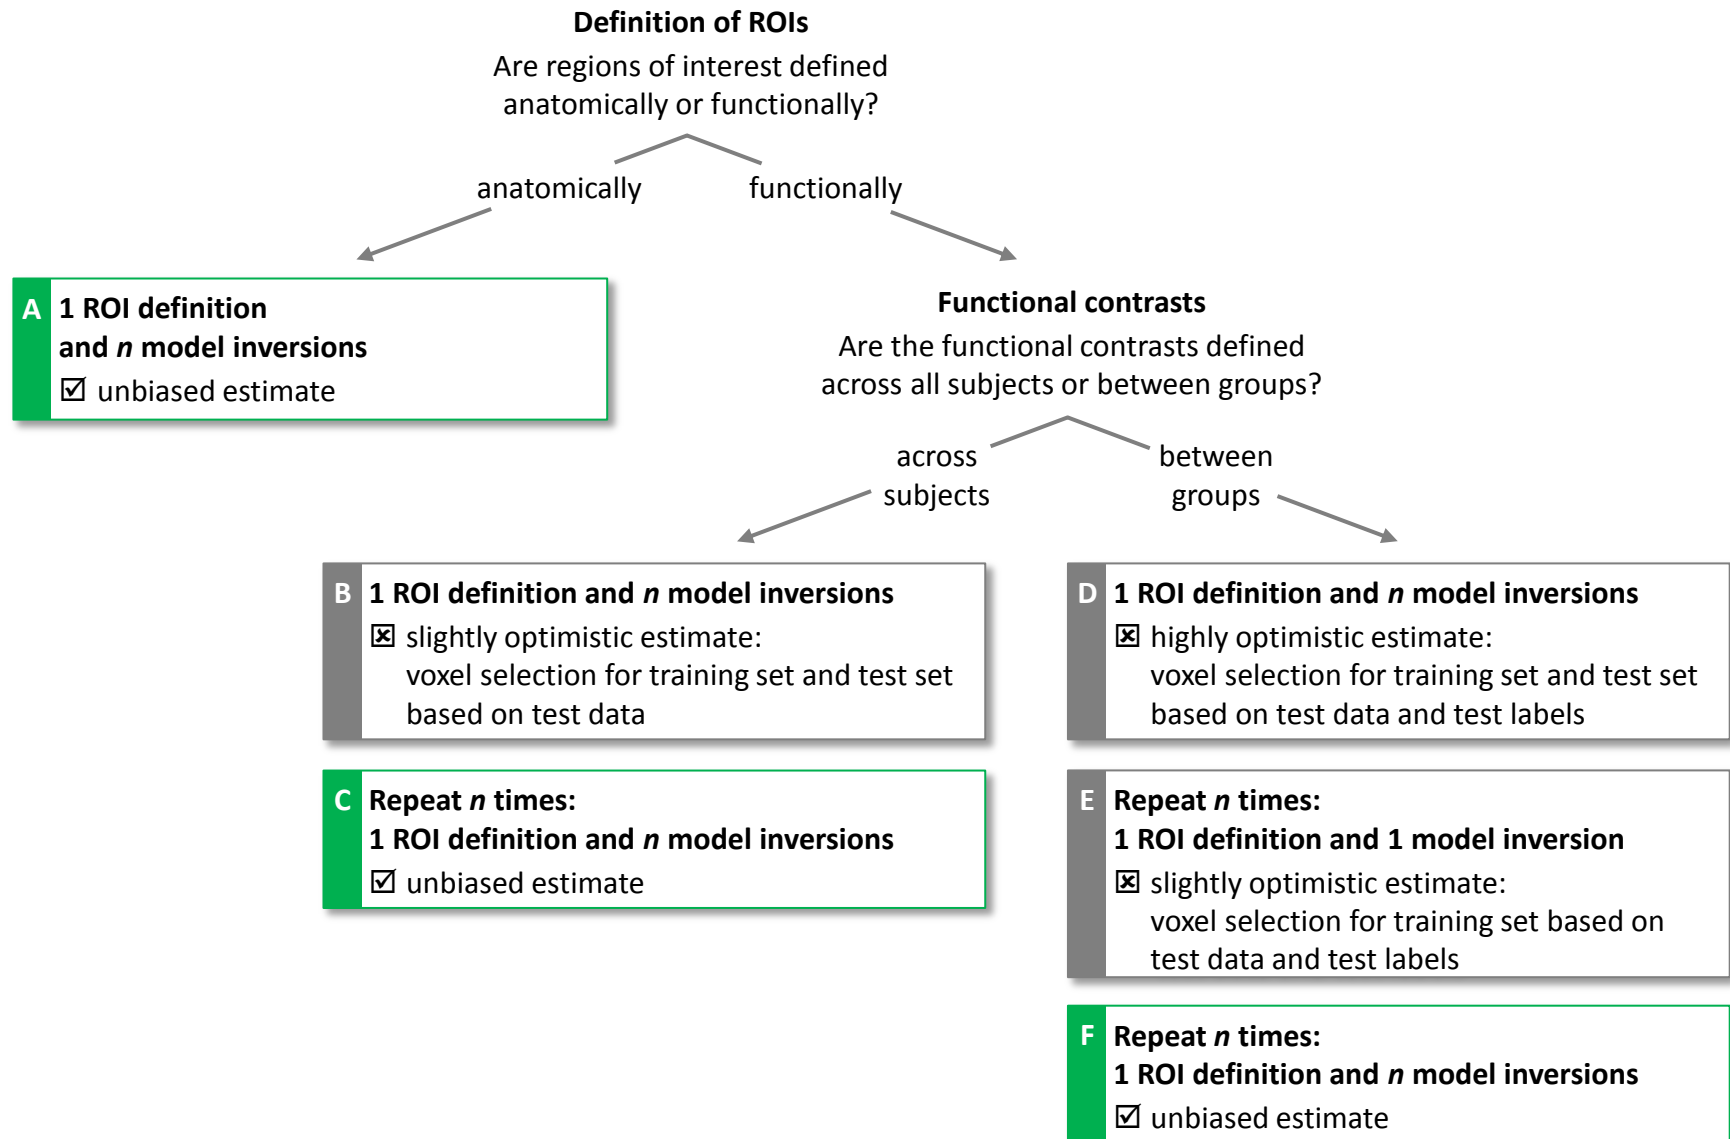 Definition of ROIs
Are regions of interest defined
anatomically or functionally?
anatomically
functionally
A
1 ROI definition
and n model inversions
☑ unbiased estimate
Functional contrasts
Are the functional contrasts defined
across all subjects or between groups?
across
subjects
between
groups
B
1 ROI definition and n model inversions
☒ slightly optimistic estimate:
voxel selection for training set and test set
based on test data
C
Repeat n times:
1 ROI definition and n model inversions
☑ unbiased estimate
D
1 ROI definition and n model inversions
☒ highly optimistic estimate:
voxel selection for training set and test set
based on test data and test labels
E
Repeat n times:
1 ROI definition and 1 model inversion
☒ slightly optimistic estimate:
voxel selection for training set based on
test data and test labels
F
Repeat n times:
1 ROI definition and n model inversions
☑ unbiased estimate